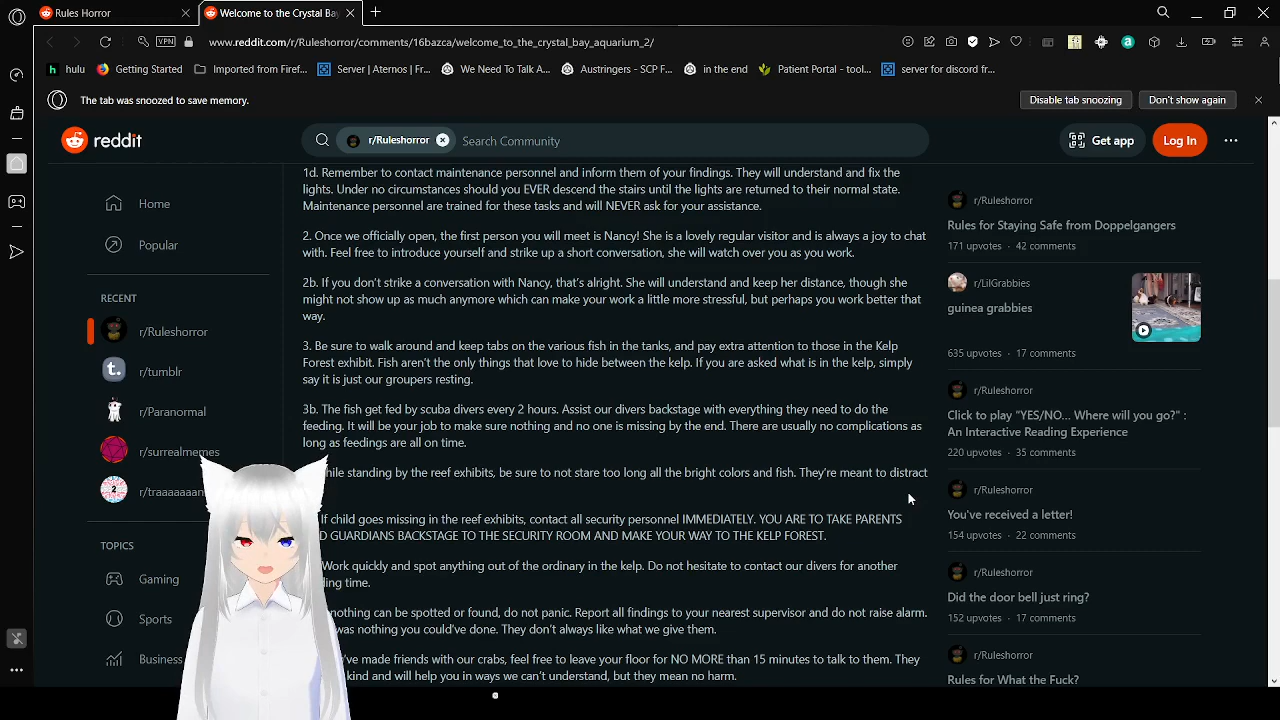 Rules Horror
Welcome to the Crystal Bay
VPN
www.reddit.com/r/Ruleshorror/comments/16bazca/welcome_to_the_crystal_bay_aquarium_2/
hulu
Getting Started
Imported from Firef...
Server | Aternos | Fr...
We Need To Talk A...
Austringers - SCP F...
in the end
Patient Portal - tool...
server for discord fr...
The tab was snoozed to save memory.
Disable tab snoozing
Don't show again
reddit
r/Ruleshorror
Search Community
Get app
Log In
Home
Popular
RECENT
r/Ruleshorror
r/tumblr
r/Paranormal
r/surrealmemes
r/traaaaaaan
TOPICS
Gaming
Sports
Business
1d. Remember to contact maintenance personnel and inform them of your findings. They will understand and fix the
lights. Under no circumstances should you EVER descend the stairs until the lights are returned to their normal state.
Maintenance personnel are trained for these tasks and will NEVER ask for your assistance.
2. Once we officially open, the first person you will meet is Nancy! She is a lovely regular visitor and is always a joy to chat
with. Feel free to introduce yourself and strike up a short conversation, she will watch over you as you work.
2b. If you don't strike a conversation with Nancy, that's alright. She will understand and keep her distance, though she
might not show up as much anymore which can make your work a little more stressful, but perhaps you work better that
way.
3. Be sure to walk around and keep tabs on the various fish in the tanks, and pay extra attention to those in the Kelp
Forest exhibit. Fish aren't the only things that love to hide between the kelp. If you are asked what is in the kelp, simply
say it is just our groupers resting.
3b. The fish get fed by scuba divers every 2 hours. Assist our divers backstage with everything they need to do the
feeding. It will be your job to make sure nothing and no one is missing by the end. There are usually no complications as
long as feedings are all on time.
while standing by the reef exhibits, be sure to not stare too long all the bright colors and fish. They're meant to distract
If child goes missing in the reef exhibits, contact all security personnel IMMEDIATELY. YOU ARE TO TAKE PARENTS
GUARDIANS BACKSTAGE TO THE SECURITY ROOM AND MAKE YOUR WAY TO THE KELP FOREST.
Work quickly and spot anything out of the ordinary in the kelp. Do not hesitate to contact our divers for another
time.
nothing can be spotted or found, do not panic. Report all findings to your nearest supervisor and do not raise alarm.
was nothing you could've done. They don't always like what we give them.
made friends with our crabs, feel free to leave your floor for NO MORE than 15 minutes to talk to them. They
kind and will help you in ways we can't understand, but they mean no harm.
r/Ruleshorror
Rules for Staying Safe from Doppelgangers
171 upvotes · 42 comments
r/LilGrabbies
guinea grabbies
635 upvotes · 17 comments
r/Ruleshorror
Click to play "YES/NO... Where will you go?" :
An Interactive Reading Experience
220 upvotes · 35 comments
r/Ruleshorror
You've received a letter!
154 upvotes · 22 comments
r/Ruleshorror
Did the door bell just ring?
152 upvotes · 17 comments
r/Ruleshorror
Rules for What the Fuck?